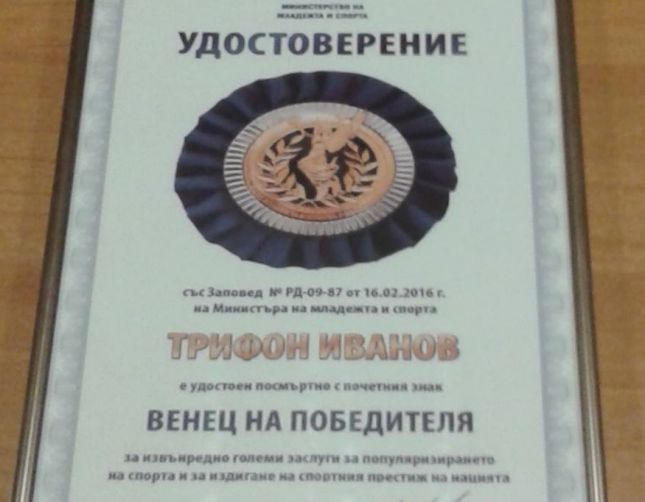 МИНИСТЕРСТВО НА
МЛАДЕЖТА И СПОРТА
УДОСТОВЕРЕНИЕ
със Заповед № РД-09-87 от 16.02.2016 г.
на Министъра на младежта и спорта
ТРИФОН ИВАНОВ
е удостоен посмъртно с почетния знак
ВЕНЕЦ НА ПОБЕДИТЕЛЯ
за извънредно големи заслуги за популяризирането
на спорта и за издигане на спортния престиж на нацията